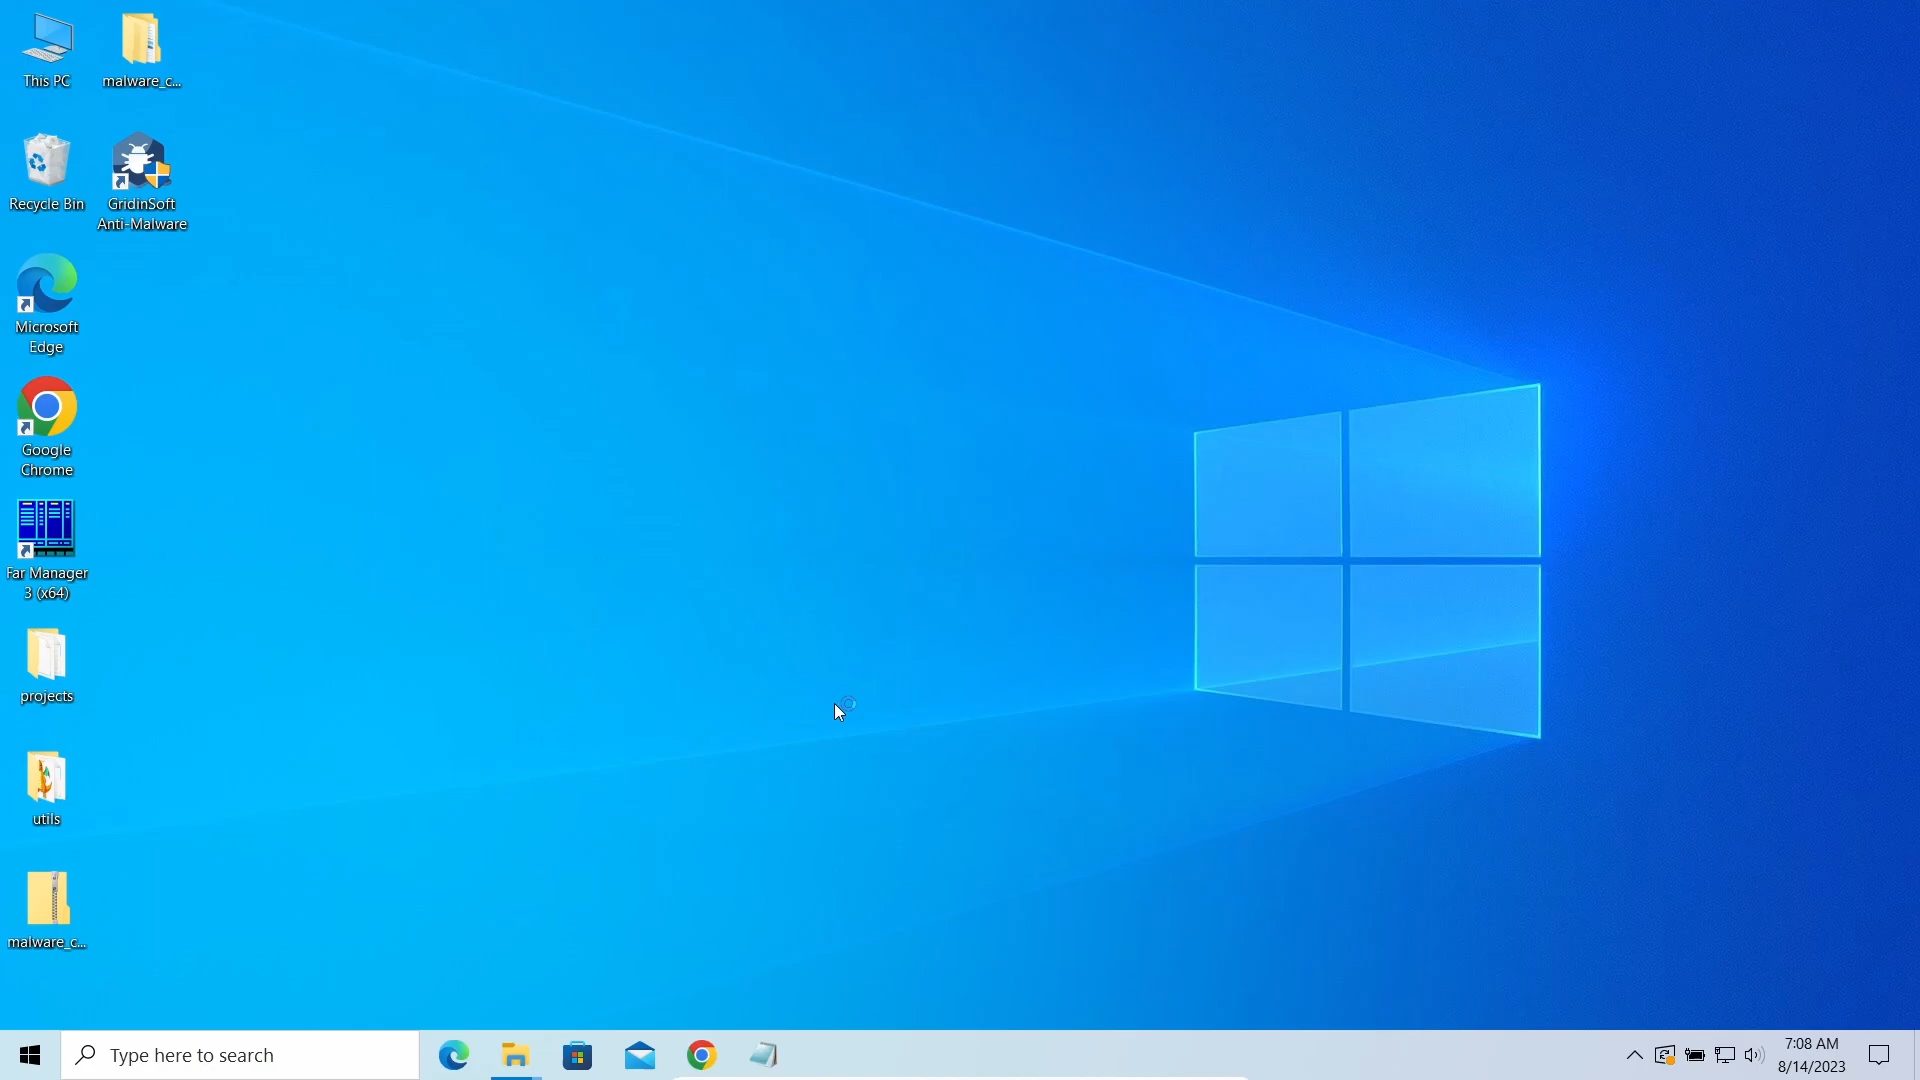 This PC
malware_c...
Recycle Bin
GridinSoft
Anti-Malware
Microsoft
Edge
Google
Chrome
Far Manager
3 (x64)
projects
utils
malware_c...
Type here to search
7:08 AM
8/14/2023